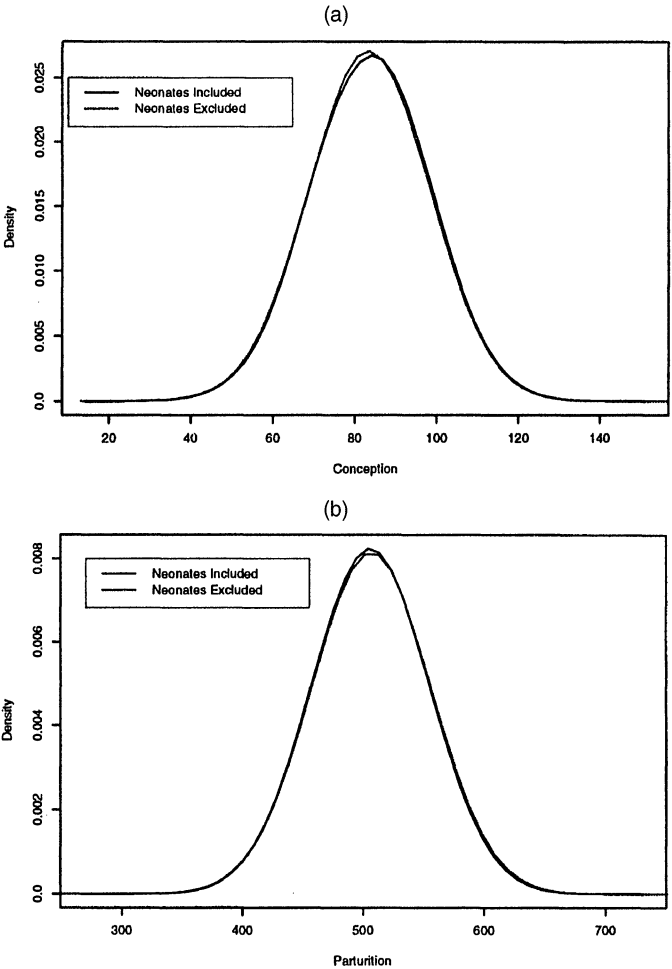 (a)
0.025
0.020
0.015
0.010
0.005
0.0
Density
Neonates Included
Neonates Excluded
20 40 60 80 100 120 140
Conception
(b)
0.008
0.006
0.004
0.002
0.0
Density
Neonates Included
Neonates Excluded
300 400 500 600 700
Parturition